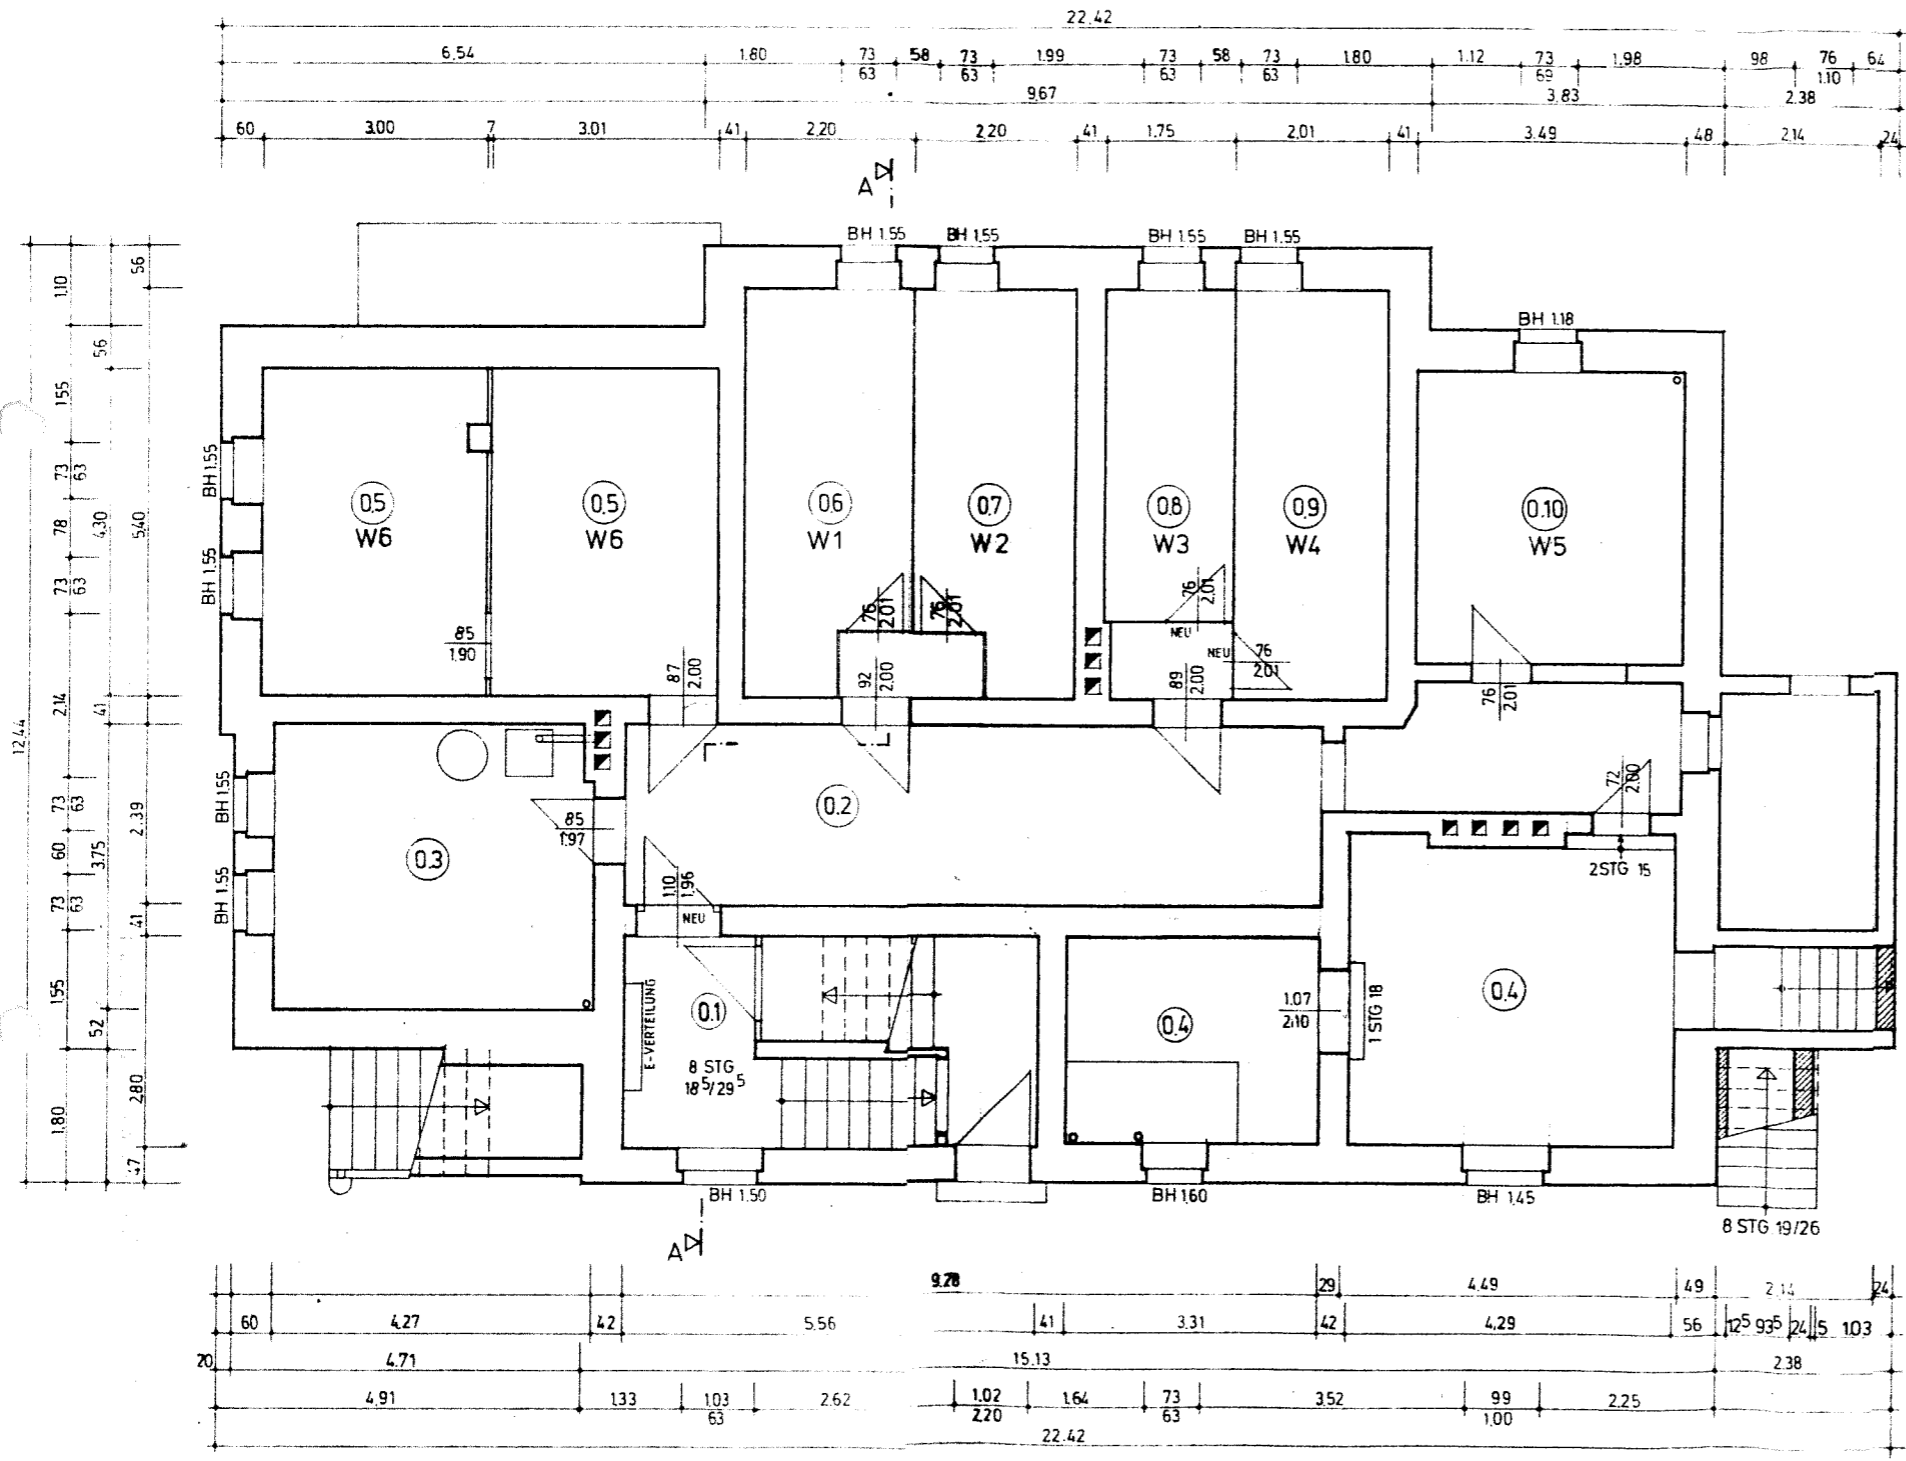 22.42
6.54 1.80 73 58 73 1.99 73 58 73 1.80 1.12 73 1.98 98 76 64
63 63 63 63 69 1.10
9.67 3.83 2.38
60 3.00 7 3.01 41 2.20 2.20 41 1.75 2.01 41 3.49 48 2.14 24
A
BH 1.55 BH 1.55 BH 1.55 BH 1.55
BH 1.18
12.44
1.10 1.55 73 63 78 73 63 2.14 73 63 60 73 63 1.95 1.80
56 4.30 41 3.75 52
56 5.40 2.39 41 2.80 47
BH 1.55
BH 1.55
BH 1.55
BH 1.55
0.5 0.5 0.6 0.7 0.8 0.9 0.10
W6 W6 W1 W2 W3 W4 W5
76 2.01
76 2.01
76 2.01
NEU
NEU 76
2.01
85
1.90
87 2.00
92 2.00
89 2.00
76 2.01
72 2.00
0.2
85
1.97
0.3
2 STG 15
1.10 1.96
NEU
E-VERTEILUNG
0.1
8 STG
18⁵/29⁵
0.4
1.07
2.10
1 STG 18
0.4
BH 1.50
BH 1.60
BH 1.45
8 STG 19/26
A
9.28 29 4.49 49 2.14 24
60 4.27 42 5.56 41 3.31 42 4.29 56 12⁵ 93⁵ 24 5 1.03
20 4.71 15.13 2.38
4.91 1.33 1.03 2.62 1.02 1.64 73 3.52 99 2.25
63 2.20 63 1.00
22.42